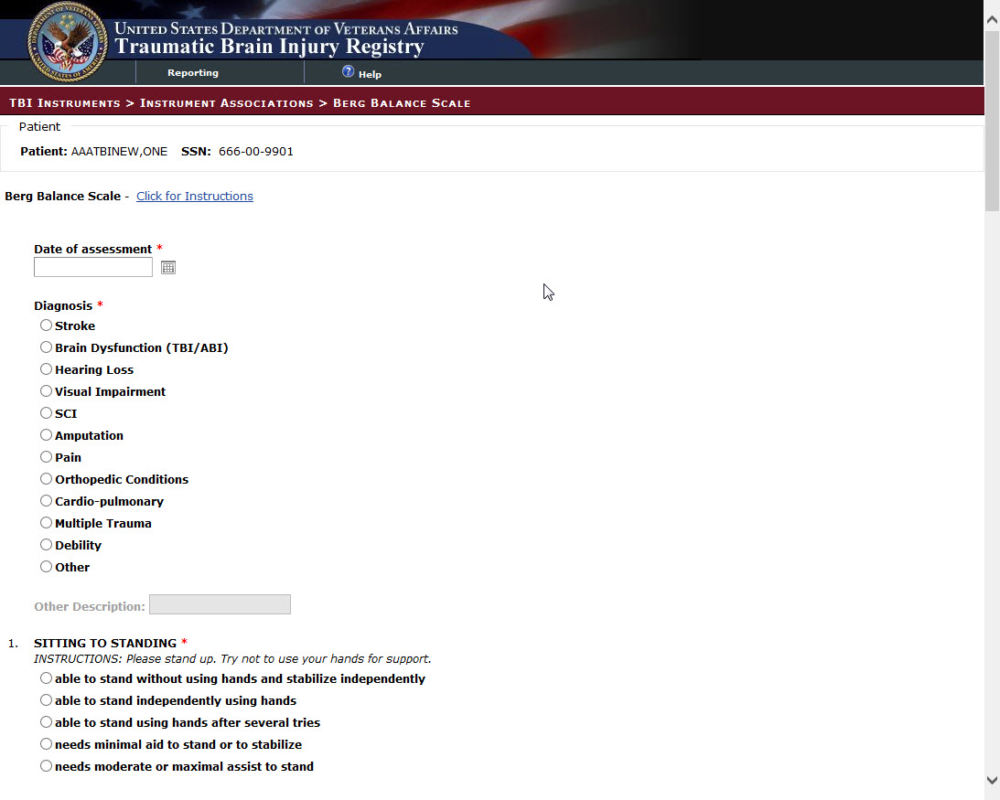 UNITED STATES DEPARTMENT OF VETERANS AFFAIRS
Traumatic Brain Injury Registry
Reporting
Help
TBI INSTRUMENTS > INSTRUMENT ASSOCIATIONS > BERG BALANCE SCALE
Patient
Patient: AAATBINEW,ONE SSN: 666-00-9901
Berg Balance Scale - Click for Instructions
Date of assessment *
Diagnosis *
Stroke
Brain Dysfunction (TBI/ABI)
Hearing Loss
Visual Impairment
SCI
Amputation
Pain
Orthopedic Conditions
Cardio-pulmonary
Multiple Trauma
Debility
Other
Other Description:
1. SITTING TO STANDING *
INSTRUCTIONS: Please stand up. Try not to use your hands for support.
able to stand without using hands and stabilize independently
able to stand independently using hands
able to stand using hands after several tries
needs minimal aid to stand or to stabilize
needs moderate or maximal assist to stand